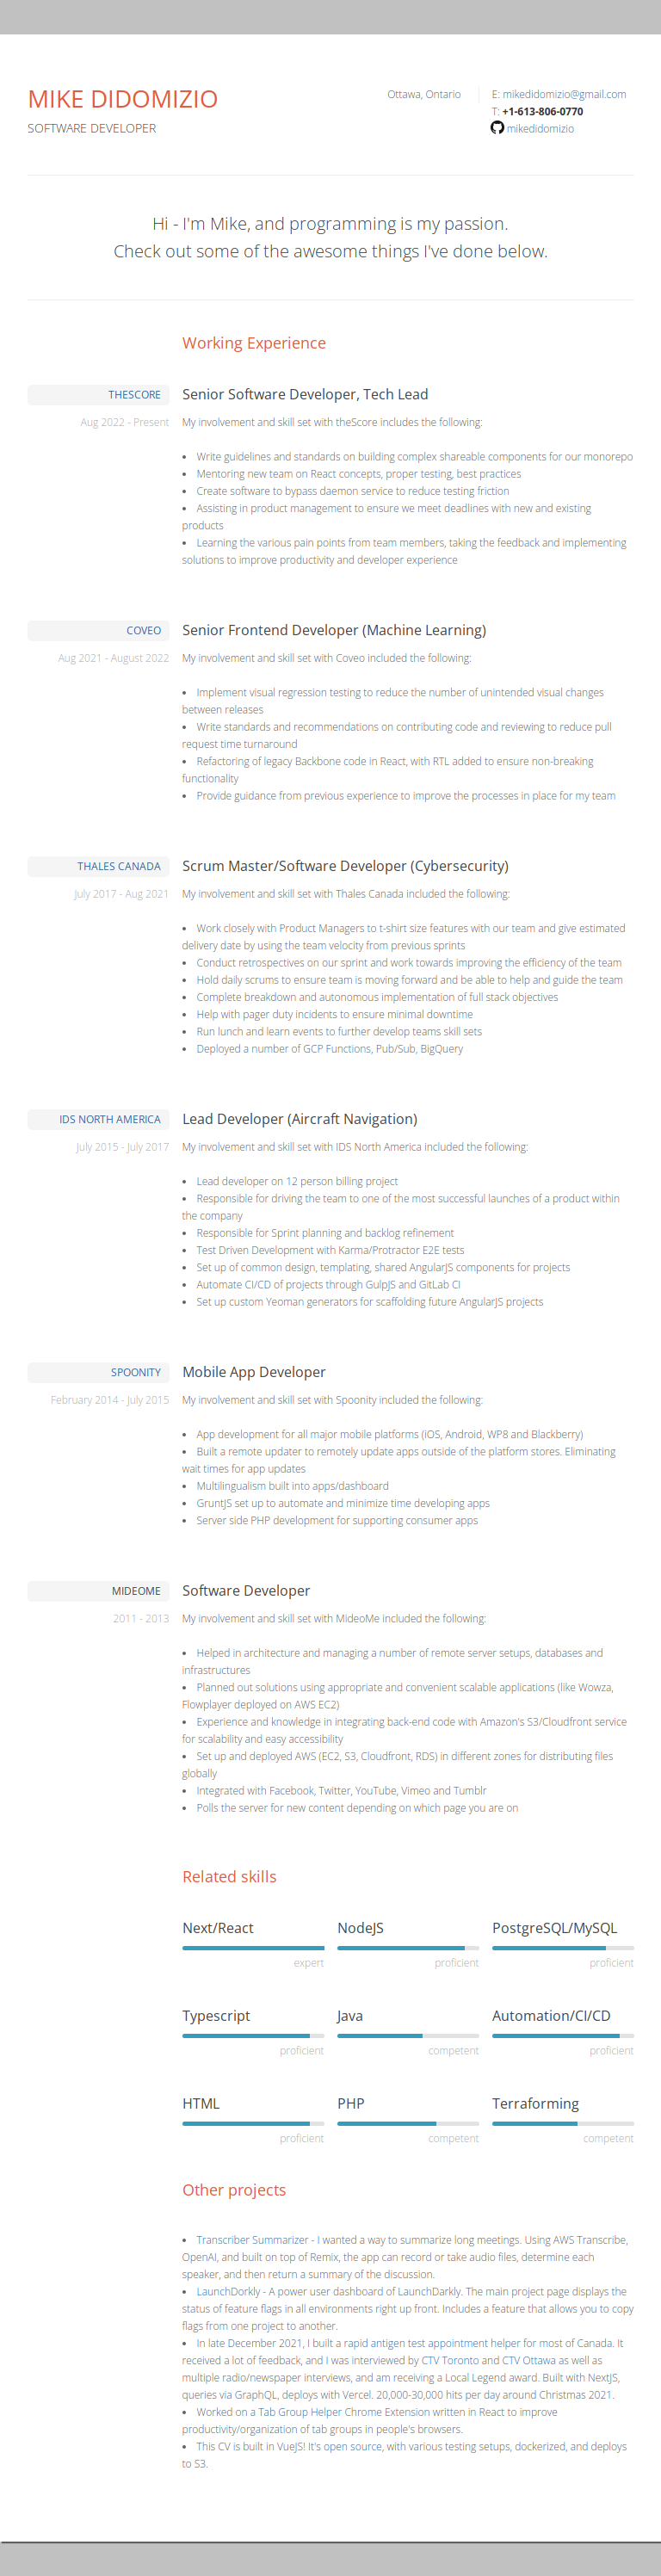 MIKE DIDOMIZIO
SOFTWARE DEVELOPER
Ottawa, Ontario
E: mikedidomizio@gmail.com
T: +1-613-806-0770
mikedidomizio
Hi - I'm Mike, and programming is my passion.
Check out some of the awesome things I've done below.
Working Experience
THESCORE
Aug 2022 - Present
Senior Software Developer, Tech Lead
My involvement and skill set with theScore includes the following:
• Write guidelines and standards on building complex shareable components for our monorepo
• Mentoring new team on React concepts, proper testing, best practices
• Create software to bypass daemon service to reduce testing friction
• Assisting in product management to ensure we meet deadlines with new and existing
products
• Learning the various pain points from team members, taking the feedback and implementing
solutions to improve productivity and developer experience
COVEO
Aug 2021 - August 2022
Senior Frontend Developer (Machine Learning)
My involvement and skill set with Coveo included the following:
• Implement visual regression testing to reduce the number of unintended visual changes
between releases
• Write standards and recommendations on contributing code and reviewing to reduce pull
request time turnaround
• Refactoring of legacy Backbone code in React, with RTL added to ensure non-breaking
functionality
• Provide guidance from previous experience to improve the processes in place for my team
THALES CANADA
July 2017 - Aug 2021
Scrum Master/Software Developer (Cybersecurity)
My involvement and skill set with Thales Canada included the following:
• Work closely with Product Managers to t-shirt size features with our team and give estimated
delivery date by using the team velocity from previous sprints
• Conduct retrospectives on our sprint and work towards improving the efficiency of the team
• Hold daily scrums to ensure team is moving forward and be able to help and guide the team
• Complete breakdown and autonomous implementation of full stack objectives
• Help with pager duty incidents to ensure minimal downtime
• Run lunch and learn events to further develop teams skill sets
• Deployed a number of GCP Functions, Pub/Sub, BigQuery
IDS NORTH AMERICA
July 2015 - July 2017
Lead Developer (Aircraft Navigation)
My involvement and skill set with IDS North America included the following:
• Lead developer on 12 person billing project
• Responsible for driving the team to one of the most successful launches of a product within
the company
• Responsible for Sprint planning and backlog refinement
• Test Driven Development with Karma/Protractor E2E tests
• Set up of common design, templating, shared AngularJS components for projects
• Automate CI/CD of projects through GulpJS and GitLab CI
• Set up custom Yeoman generators for scaffolding future AngularJS projects
SPOONITY
February 2014 - July 2015
Mobile App Developer
My involvement and skill set with Spoonity included the following:
• App development for all major mobile platforms (iOS, Android, WP8 and Blackberry)
• Built a remote updater to remotely update apps outside of the platform stores. Eliminating
wait times for app updates
• Multilingualism built into apps/dashboard
• GruntJS set up to automate and minimize time developing apps
• Server side PHP development for supporting consumer apps
MIDEOME
2011 - 2013
Software Developer
My involvement and skill set with MideoMe included the following:
• Helped in architecture and managing a number of remote server setups, databases and
infrastructures
• Planned out solutions using appropriate and convenient scalable applications (like Wowza,
Flowplayer deployed on AWS EC2)
• Experience and knowledge in integrating back-end code with Amazon's S3/Cloudfront service
for scalability and easy accessibility
• Set up and deployed AWS (EC2, S3, Cloudfront, RDS) in different zones for distributing files
globally
• Integrated with Facebook, Twitter, YouTube, Vimeo and Tumblr
• Polls the server for new content depending on which page you are on
Related skills
Next/React
expert
NodeJS
proficient
PostgreSQL/MySQL
proficient
Typescript
proficient
Java
competent
Automation/CI/CD
proficient
HTML
proficient
PHP
competent
Terraforming
competent
Other projects
• Transcriber Summarizer - I wanted a way to summarize long meetings. Using AWS Transcribe,
OpenAI, and built on top of Remix, the app can record or take audio files, determine each
speaker, and then return a summary of the discussion.
• LaunchDorkly - A power user dashboard of LaunchDarkly. The main project page displays the
status of feature flags in all environments right up front. Includes a feature that allows you to copy
flags from one project to another.
• In late December 2021, I built a rapid antigen test appointment helper for most of Canada. It
received a lot of feedback, and I was interviewed by CTV Toronto and CTV Ottawa as well as
multiple radio/newspaper interviews, and am receiving a Local Legend award. Built with NextJS,
queries via GraphQL, deploys with Vercel. 20,000-30,000 hits per day around Christmas 2021.
• Worked on a Tab Group Helper Chrome Extension written in React to improve
productivity/organization of tab groups in people's browsers.
• This CV is built in VueJS! It's open source, with various testing setups, dockerized, and deploys
to S3.